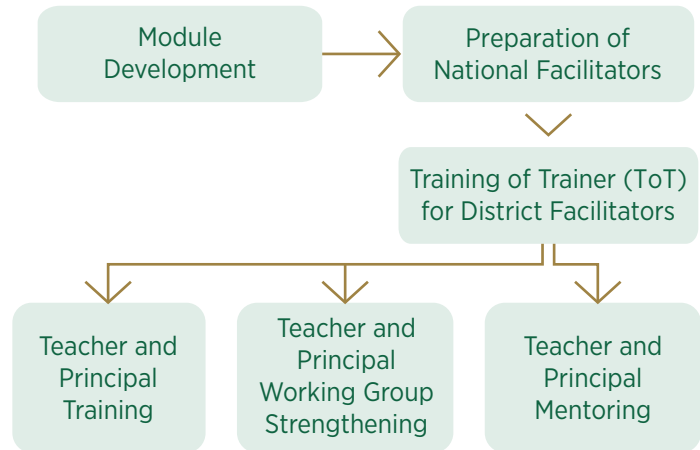 Module
Development
Preparation of
National Facilitators
Training of Trainer (ToT)
for District Facilitators
Teacher and
Principal
Training
Teacher and
Principal
Working Group
Strengthening
Teacher and
Principal
Mentoring